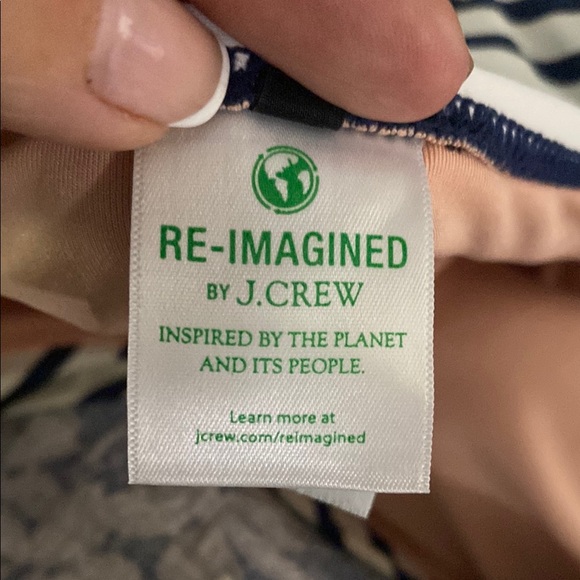 RE-IMAGINED
BY J.CREW
INSPIRED BY THE PLANET
AND ITS PEOPLE.
Learn more at
jcrew.com/reimagined